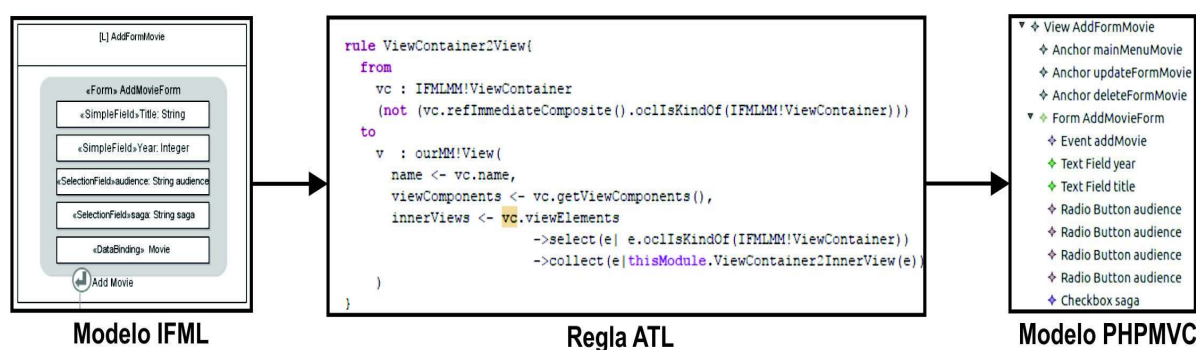 [L] AddFormMovie
«Form» AddMovieForm
«SimpleField»Title: String
«SimpleField»Year: Integer
«SelectionField»audience: String audience
«SelectionField»saga: String saga
«DataBinding» Movie
Add Movie
Modelo IFML
rule ViewContainer2View{
from
vc : IFMLMM!ViewContainer
(not (vc.refImmediateComposite().oclIsKindOf(IFMLMM!ViewContainer)))
to
v : ourMM!View(
name <- vc.name,
viewComponents <- vc.getViewComponents(),
innerViews <- vc.viewElements
->select(e| e.oclIsKindOf(IFMLMM!ViewContainer))
->collect(e|thisModule.ViewContainer2InnerView(e))
)
}
Regla ATL
View AddFormMovie
Anchor mainMenuMovie
Anchor updateFormMovie
Anchor deleteFormMovie
Form AddMovieForm
Event addMovie
Text Field year
Text Field title
Radio Button audience
Radio Button audience
Radio Button audience
Radio Button audience
Checkbox saga
Modelo PHPMVC